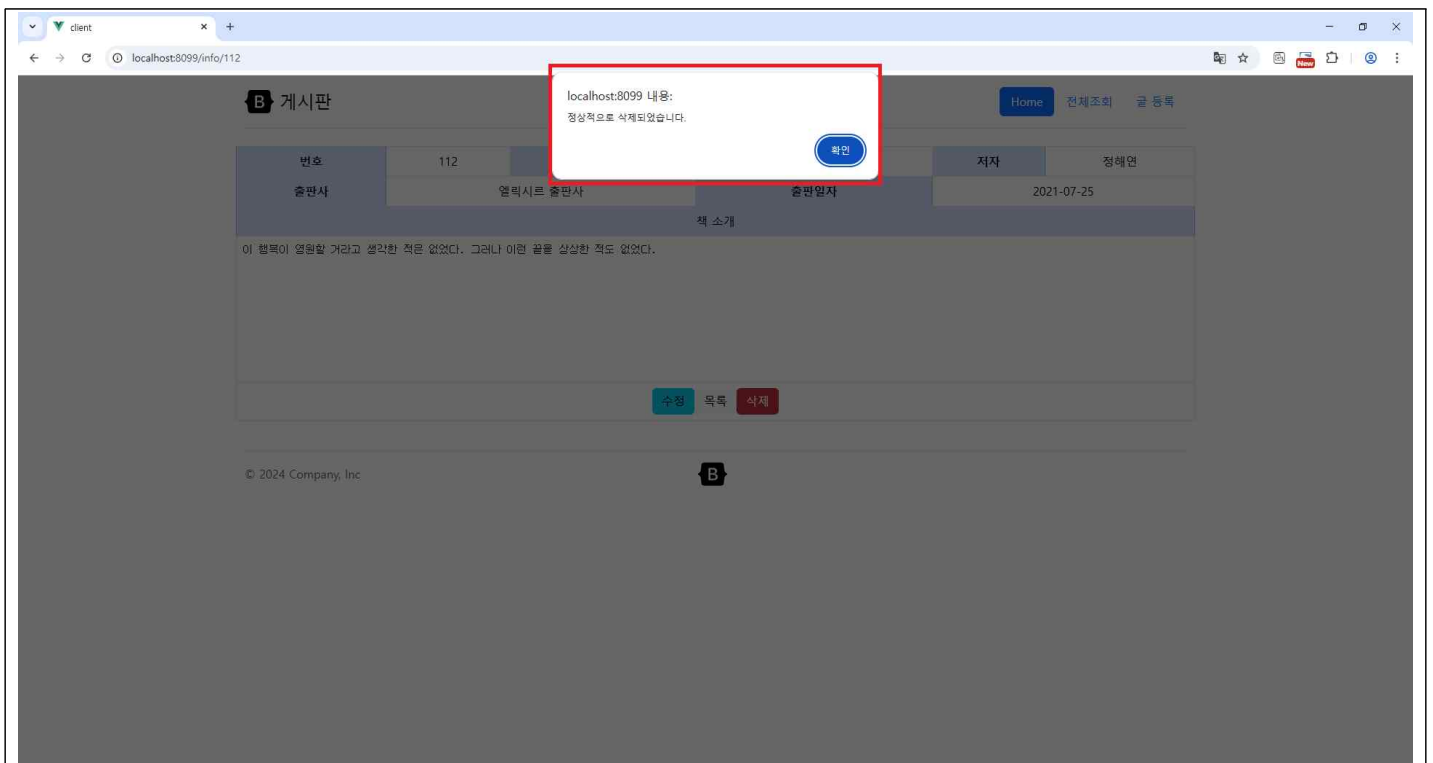 client
localhost:8099/info/112
New
B 게시판
Home 전체조회 글 등록
localhost:8099 내용:
정상적으로 삭제되었습니다.
확인
번호 112 저자 정해연
출판사 엘릭시르 출판사 출판일자 2021-07-25
책 소개
이 행복이 영원할 거라고 생각한 적은 없었다. 그러나 이런 끝을 상상한 적도 없었다.
수정 목록 삭제
© 2024 Company, Inc B